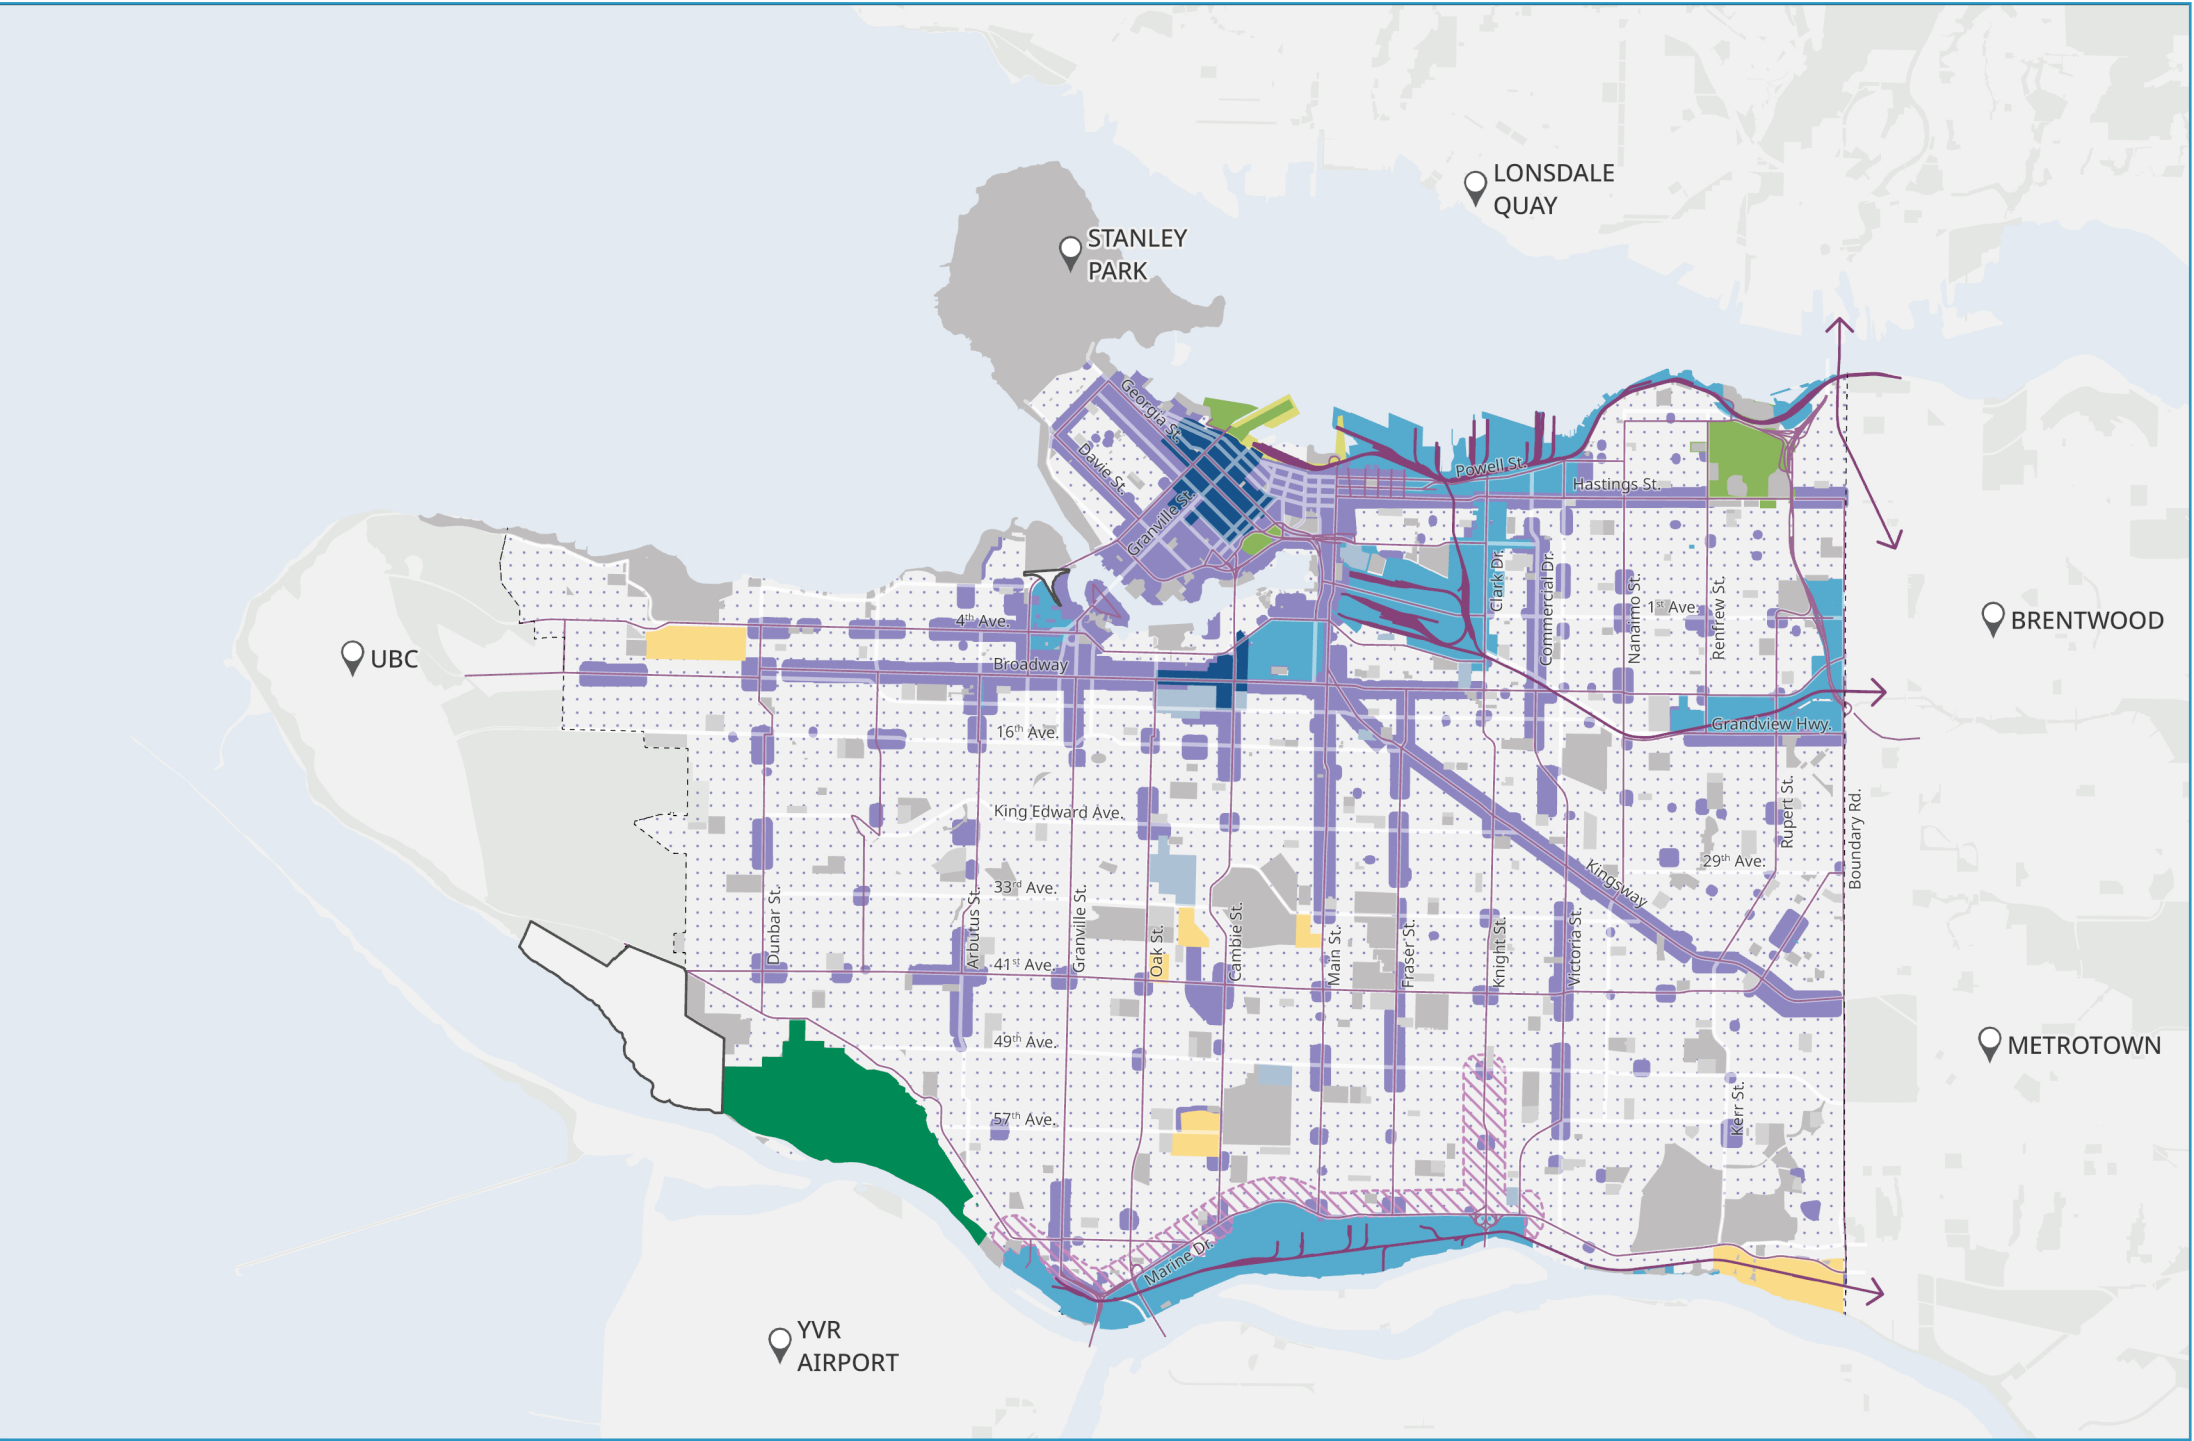 LONSDALE
QUAY
STANLEY
PARK
Georgia St.
Davie St.
Granville St.
Powell St.
Hastings St.
Clark Dr.
Commercial Dr.
Nanaimo St.
Renfrew St.
1st Ave.
BRENTWOOD
4th Ave.
UBC
Broadway
Grandview Hwy.
16th Ave.
King Edward Ave.
Rupert St.
Boundary Rd.
29th Ave.
Kingsway
33rd Ave.
Dunbar St.
Arbutus St.
Granville St.
Oak St.
Cambie St.
Main St.
Fraser St.
Knight St.
Victoria St.
41st Ave.
49th Ave.
METROTOWN
57th Ave.
Kerr St.
Marine Dr.
YVR
AIRPORT